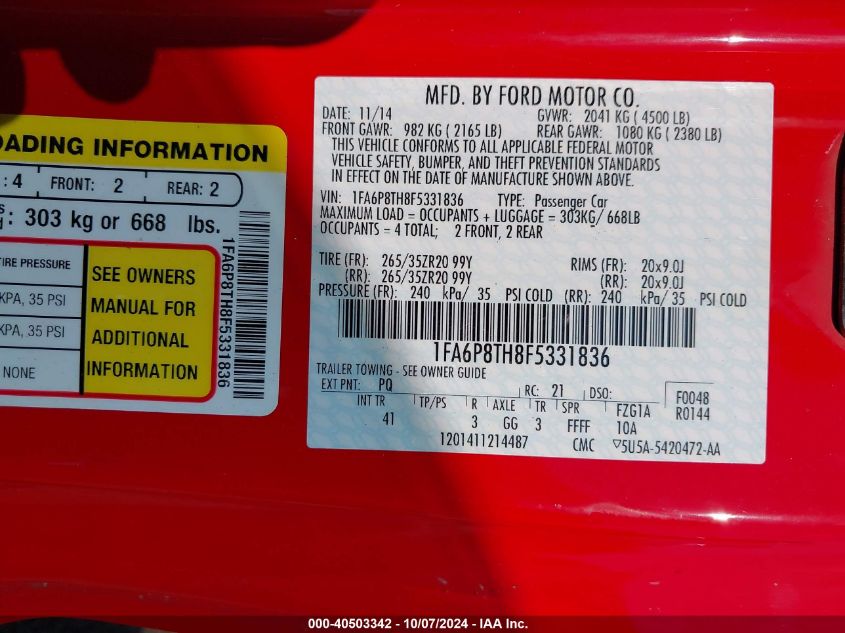 OADING INFORMATION
: 4 FRONT: 2 REAR: 2
: 303 kg or 668 lbs.
TIRE PRESSURE
KPA, 35 PSI
KPA, 35 PSI
NONE
SEE OWNERS
MANUAL FOR
ADDITIONAL
INFORMATION
1FA6P8TH8F5331836
MFD. BY FORD MOTOR CO.
DATE: 11/14 GVWR: 2041 KG ( 4500 LB)
FRONT GAWR: 982 KG ( 2165 LB) REAR GAWR: 1080 KG ( 2380 LB)
THIS VEHICLE CONFORMS TO ALL APPLICABLE FEDERAL MOTOR
VEHICLE SAFETY, BUMPER, AND THEFT PREVENTION STANDARDS
IN EFFECT ON THE DATE OF MANUFACTURE SHOWN ABOVE.
VIN: 1FA6P8TH8F5331836 TYPE: Passenger Car
MAXIMUM LOAD = OCCUPANTS + LUGGAGE = 303KG/ 668LB
OCCUPANTS = 4 TOTAL; 2 FRONT, 2 REAR
TIRE (FR): 265/35ZR20 99Y RIMS (FR): 20x9.0J
(RR): 265/35ZR20 99Y (RR): 20x9.0J
PRESSURE (FR): 240 kPa/ 35 PSI COLD (RR): 240 kPa/ 35 PSI COLD
1FA6P8TH8F5331836
TRAILER TOWING - SEE OWNER GUIDE
EXT PNT: PQ RC: 21 DSO: F0048
R0144
INT TR TP/PS R AXLE TR SPR FZG1A
41 3 GG 3 FFFF 10A
1201411214487 CMC ▽5U5A-5420472-AA
000-40503342 - 10/07/2024 - IAA Inc.